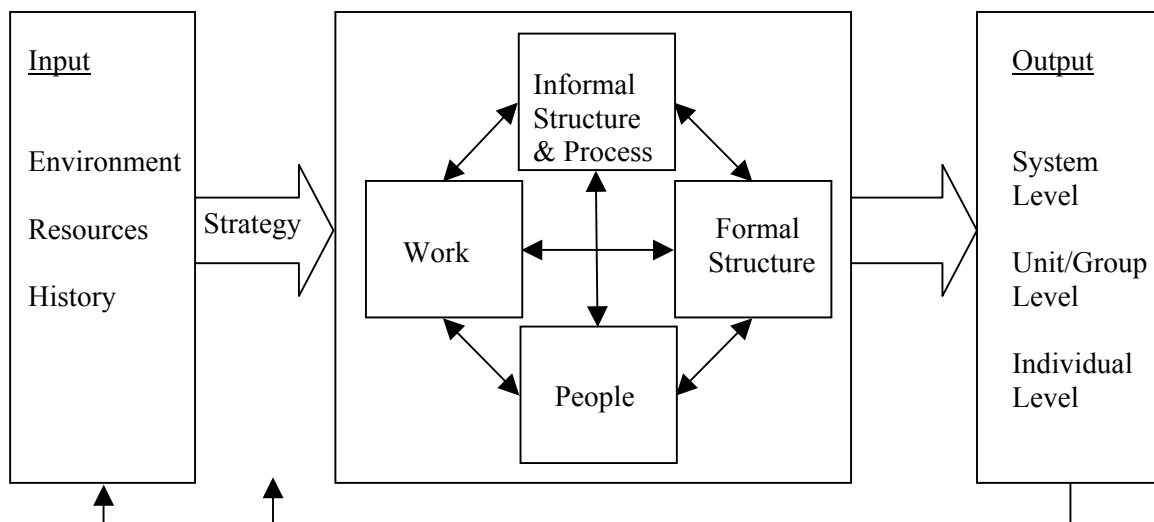 Input
Environment
Resources
History
Strategy
Informal
Structure
& Process
Work
Formal
Structure
People
Output
System
Level
Unit/Group
Level
Individual
Level